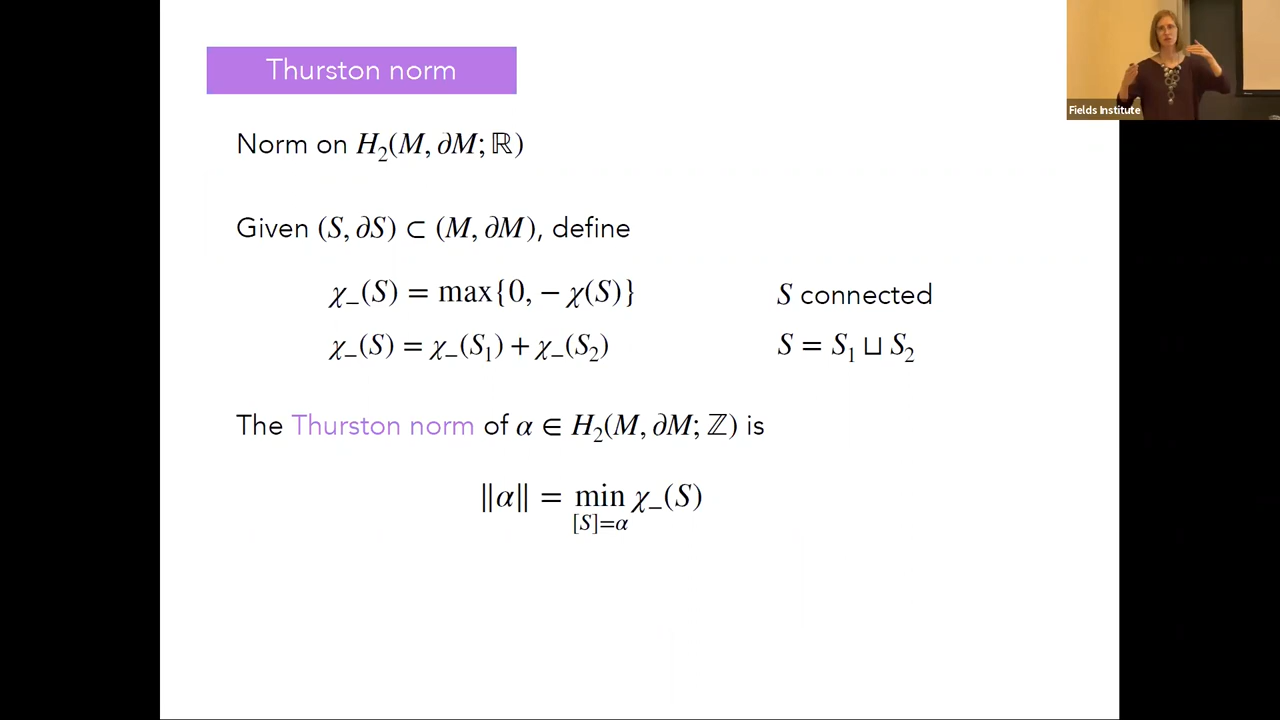 Thurston norm
Fields Institute
Norm on H₂(M, ∂M; ℝ)
Given (S, ∂S) ⊂ (M, ∂M), define
χ₋(S) = max{0, − χ(S)} S connected
χ₋(S) = χ₋(S₁) + χ₋(S₂) S = S₁ ⊔ S₂
The Thurston norm of α ∈ H₂(M, ∂M; ℤ) is
‖α‖ = min χ₋(S)
[S]=α